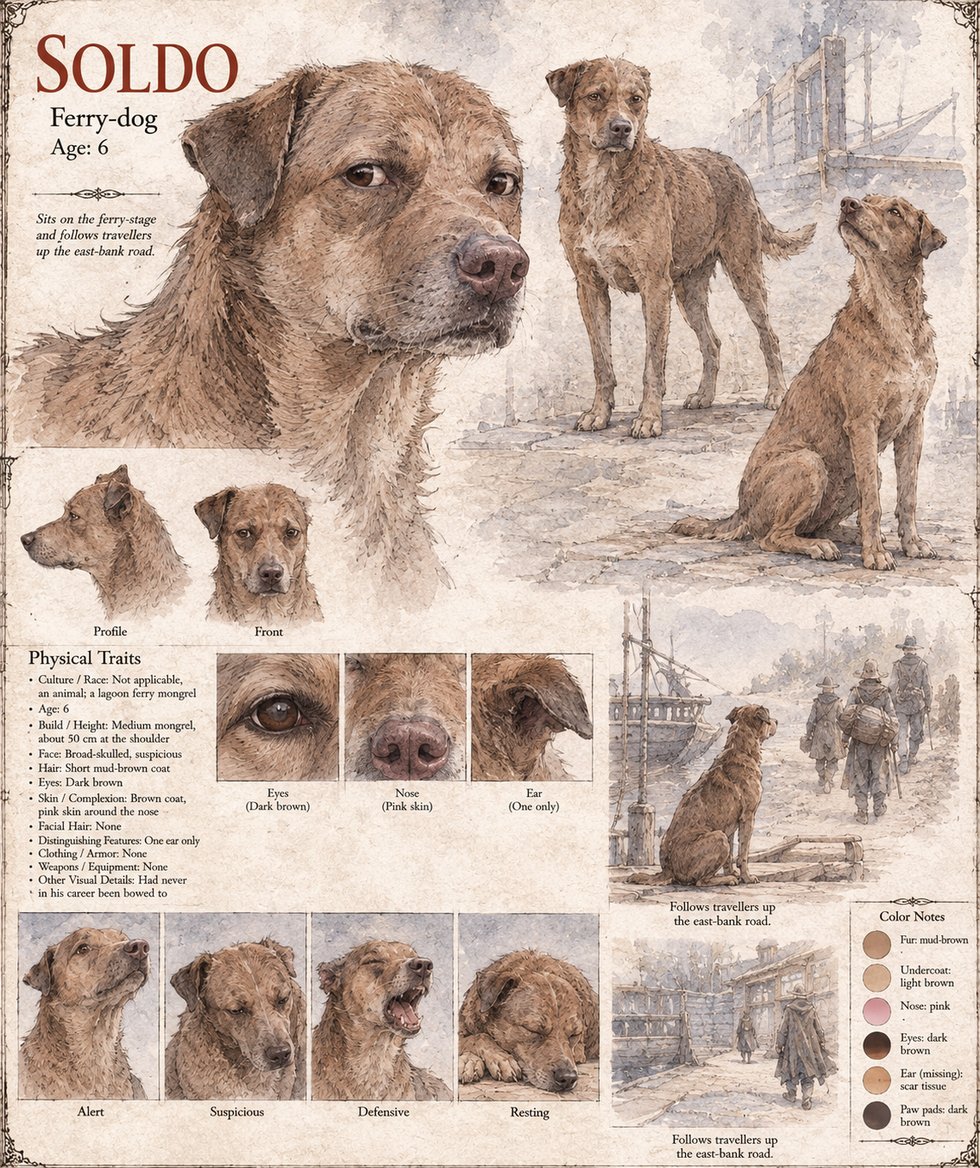 SOLDO
Ferry-dog
Age: 6
Sits on the ferry-stage
and follows travellers
up the east-bank road.
Profile
Front
Physical Traits
• Culture / Race: Not applicable,
an animal; a lagoon ferry mongrel
• Age: 6
• Build / Height: Medium mongrel,
about 50 cm at the shoulder
• Face: Broad-skulled, suspicious
• Hair: Short mud-brown coat
• Eyes: Dark brown
• Skin / Complexion: Brown coat,
pink skin around the nose
• Facial Hair: None
• Distinguishing Features: One ear only
• Clothing / Armor: None
• Weapons / Equipment: None
• Other Visual Details: Had never
in his career been bowed to
Eyes
(Dark brown)
Nose
(Pink skin)
Ear
(One only)
Follows travellers up
the east-bank road.
Alert
Suspicious
Defensive
Resting
Follows travellers up
the east-bank road.
Color Notes
Fur: mud-brown
Undercoat:
light brown
Nose: pink
Eyes: dark
brown
Ear (missing):
scar tissue
Paw pads: dark
brown